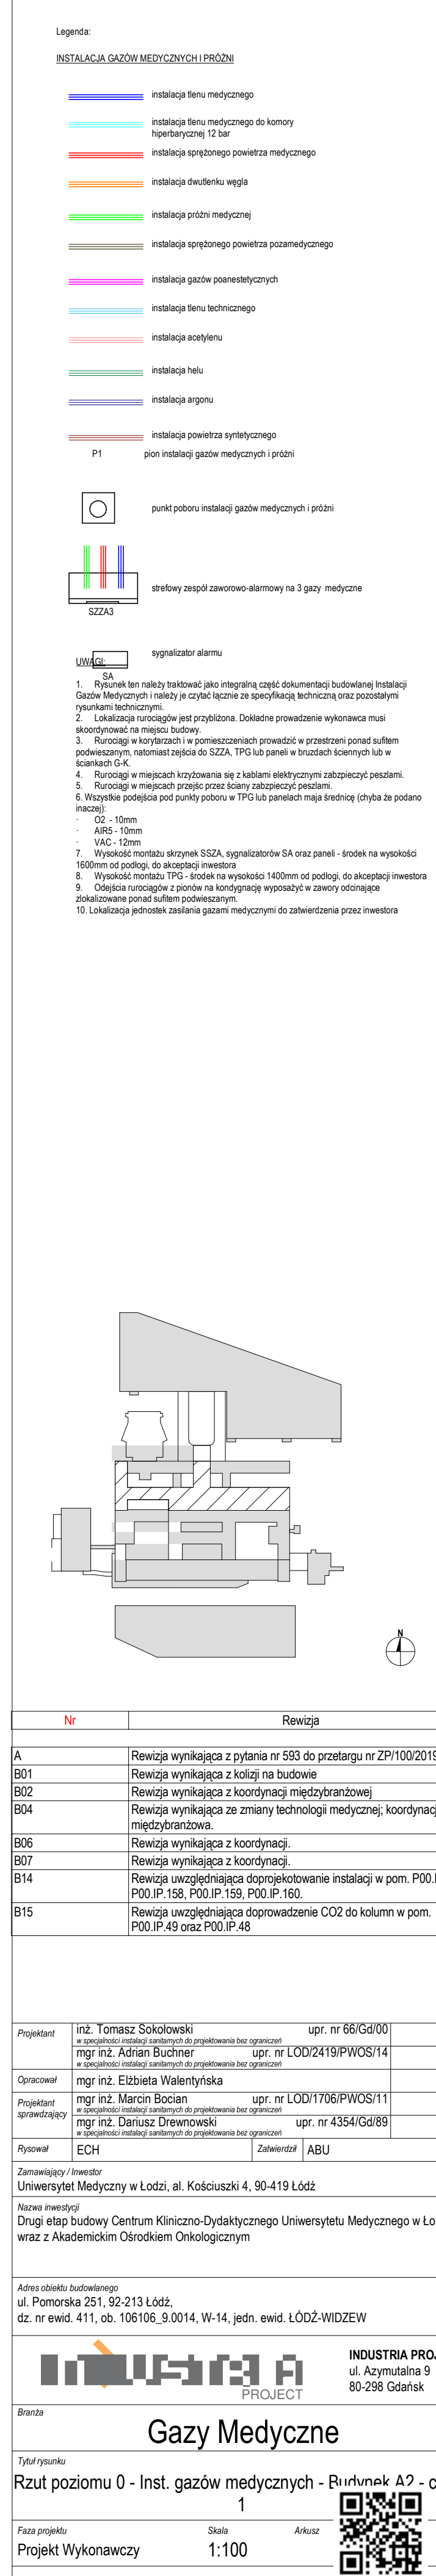 Legenda:
INSTALACJA GAZÓW MEDYCZNYCH I PRÓŻNI
instalacja tlenu medycznego
instalacja tlenu medycznego do komory
hiperbarycznej 12 bar
instalacja sprężonego powietrza medycznego
instalacja dwutlenku węgla
instalacja próżni medycznej
instalacja sprężonego powietrza pozamedycznego
instalacja gazów poanestetycznych
instalacja tlenu technicznego
instalacja acetylenu
instalacja helu
instalacja argonu
instalacja powietrza syntetycznego
P1 pion instalacji gazów medycznych i próżni
punkt poboru instalacji gazów medycznych i próżni
strefowy zespół zaworowo-alarmowy na 3 gazy medyczne
SZZA3
sygnalizator alarmu
UWAGI:
SA
1. Rysunek ten należy traktować jako integralną część dokumentacji budowlanej Instalacji
Gazów Medycznych i należy je czytać łącznie ze specyfikacją techniczną oraz pozostałymi
rysunkami technicznymi.
2. Lokalizacja rurociągów jest przybliżona. Dokładne prowadzenie wykonawca musi
skoordynować na miejscu budowy.
3. Rurociągi w korytarzach i w pomieszczeniach prowadzić w przestrzeni ponad sufitem
podwieszanym, natomiast zejścia do SZZA, TPG lub paneli w bruzdach ściennych lub w
ściankach G-K.
4. Rurociągi w miejscach krzyżowania się z kablami elektrycznymi zabezpieczyć peszlami.
5. Rurociągi w miejscach przejść przez ściany zabezpieczyć peszlami.
6. Wszystkie podejścia pod punkty poboru w TPG lub panelach maja średnicę (chyba że podano
inaczej):
· O2 - 10mm
· AIR5 - 10mm
· VAC - 12mm
7. Wysokość montażu skrzynek SSZA, sygnalizatorów SA oraz paneli - środek na wysokości
1600mm od podłogi, do akceptacji inwestora
8. Wysokość montażu TPG - środek na wysokości 1400mm od podłogi, do akceptacji inwestora
9. Odejścia rurociągów z pionów na kondygnację wyposażyć w zawory odcinające
zlokalizowane ponad sufitem podwieszanym.
10. Lokalizacja jednostek zasilania gazami medycznymi do zatwierdzenia przez inwestora
N
Nr Rewizja
A Rewizja wynikająca z pytania nr 593 do przetargu nr ZP/100/2019
B01 Rewizja wynikająca z kolizji na budowie
B02 Rewizja wynikająca z koordynacji międzybranżowej
B04 Rewizja wynikająca ze zmiany technologii medycznej; koordynacj
międzybranżowa.
B06 Rewizja wynikająca z koordynacji.
B07 Rewizja wynikająca z koordynacji.
B14 Rewizja uwzględniająca doprojekotowanie instalacji w pom. P00.I
P00.IP.158, P00.IP.159, P00.IP.160.
B15 Rewizja uwzględniająca doprowadzenie CO2 do kolumn w pom.
P00.IP.49 oraz P00.IP.48
Projektant inż. Tomasz Sokołowski upr. nr 66/Gd/00
w specjalności instalacji sanitarnych do projektowania bez ograniczeń
mgr inż. Adrian Buchner upr. nr LOD/2419/PWOS/14
w specjalności instalacji sanitarnych do projektowania bez ograniczeń
Opracował mgr inż. Elżbieta Walentyńska
Projektant sprawdzający mgr inż. Marcin Bocian upr. nr LOD/1706/PWOS/11
w specjalności instalacji sanitarnych do projektowania bez ograniczeń
mgr inż. Dariusz Drewnowski upr. nr 4354/Gd/89
w specjalności instalacji sanitarnych do projektowania bez ograniczeń
Rysował ECH Zatwierdził ABU
Zamawiający / Inwestor
Uniwersytet Medyczny w Łodzi, al. Kościuszki 4, 90-419 Łódź
Nazwa inwestycji
Drugi etap budowy Centrum Kliniczno-Dydaktycznego Uniwersytetu Medycznego w Ło
wraz z Akademickim Ośrodkiem Onkologicznym
Adres obiektu budowlanego
ul. Pomorska 251, 92-213 Łódź,
dz. nr ewid. 411, ob. 106106_9.0014, W-14, jedn. ewid. ŁÓDŹ-WIDZEW
INDUSTRIA
PROJECT
INDUSTRIA PROJ
ul. Azymutalna 9
80-298 Gdańsk
Branża
Gazy Medyczne
Tytuł rysunku
Rzut poziomu 0 - Inst. gazów medycznych - Budynek A2 - c
1
Faza projektu Skala Arkusz
Projekt Wykonawczy 1:100